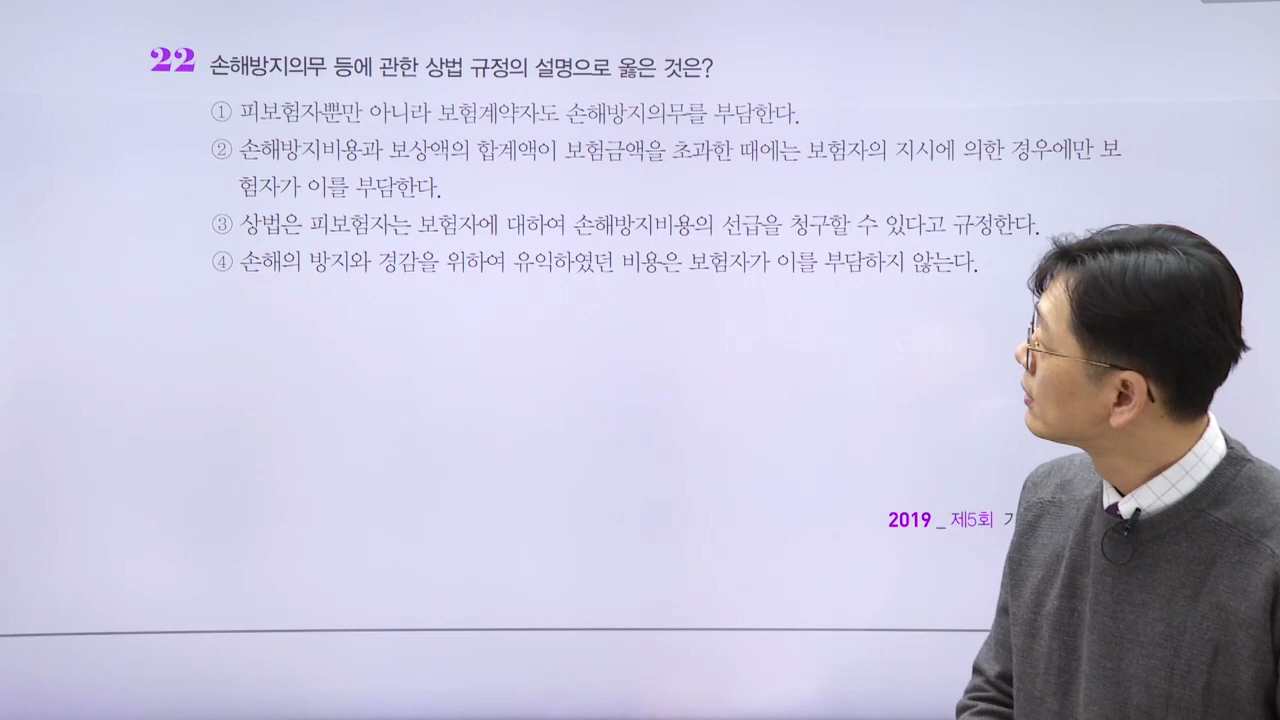 22 손해방지의무 등에 관한 상법 규정의 설명으로 옳은 것은?
① 피보험자뿐만 아니라 보험계약자도 손해방지의무를 부담한다.
② 손해방지비용과 보상액의 합계액이 보험금액을 초과한 때에는 보험자의 지시에 의한 경우에만 보
험자가 이를 부담한다.
③ 상법은 피보험자는 보험자에 대하여 손해방지비용의 선급을 청구할 수 있다고 규정한다.
④ 손해의 방지와 경감을 위하여 유익하였던 비용은 보험자가 이를 부담하지 않는다.
2019 _ 제5회